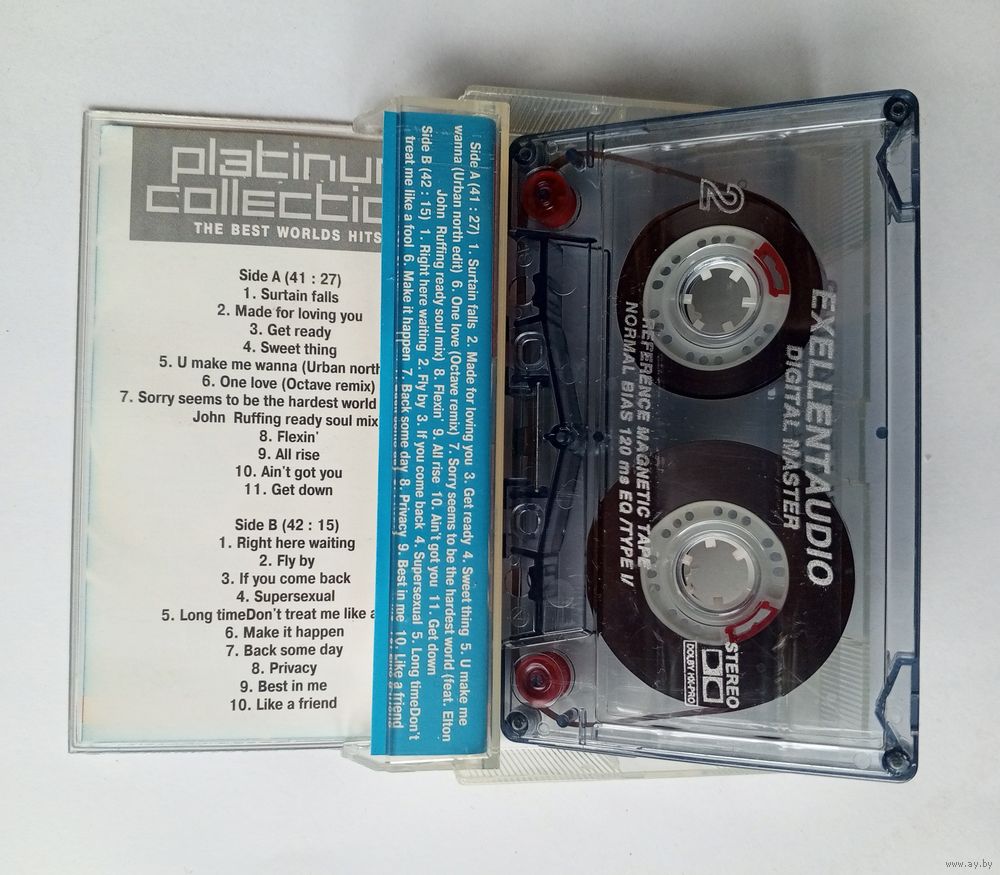 platinum
collectio
THE BEST WORLDS HITS
Side A (41 : 27)
1. Surtain falls
2. Made for loving you
3. Get ready
4. Sweet thing
5. U make me wanna (Urban north
6. One love (Octave remix)
7. Sorry seems to be the hardest world
John Ruffing ready soul mix
8. Flexin'
9. All rise
10. Ain't got you
11. Get down
Side B (42 : 15)
1. Right here waiting
2. Fly by
3. If you come back
4. Supersexual
5. Long timeDon't treat me like a
6. Make it happen
7. Back some day
8. Privacy
9. Best in me
10. Like a friend
Side A (41 : 27) 1. Surtain falls 2. Made for loving you 3. Get ready 4. Sweet thing 5. U make me
wanna (Urban north edit) 6. One love (Octave remix) 7. Sorry seems to be the hardest world (feat. Elton
John Ruffing ready soul mix) 8. Flexin' 9. All rise 10. Ain't got you 11. Get down
Side B (42 : 15) 1. Right here waiting 2. Fly by 3. If you come back 4. Supersexual 5. Long timeDon't
treat me like a fool 6. Make it happen 7. Back some day 8. Privacy 9. Best in me 10. Like a friend
2
EXELLENTAUDIO
DIGITAL MASTER
REFERENCE MAGNETIC TAPE
NORMAL BIAS 120 ms EQ /TYPE I/
STEREO
DOLBY HX-PRO
www.ay.by